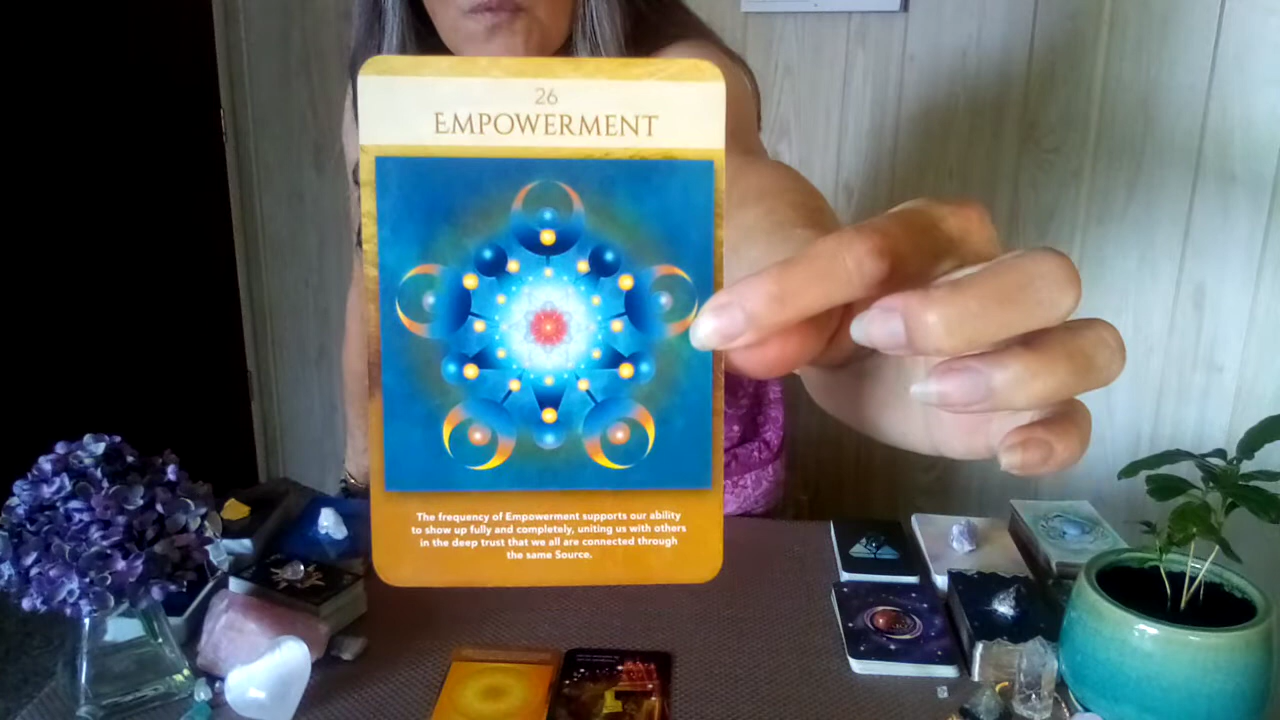 26
EMPOWERMENT
The frequency of Empowerment supports our ability
to show up fully and completely, uniting us with others
in the deep trust that we all are connected through
the same Source.